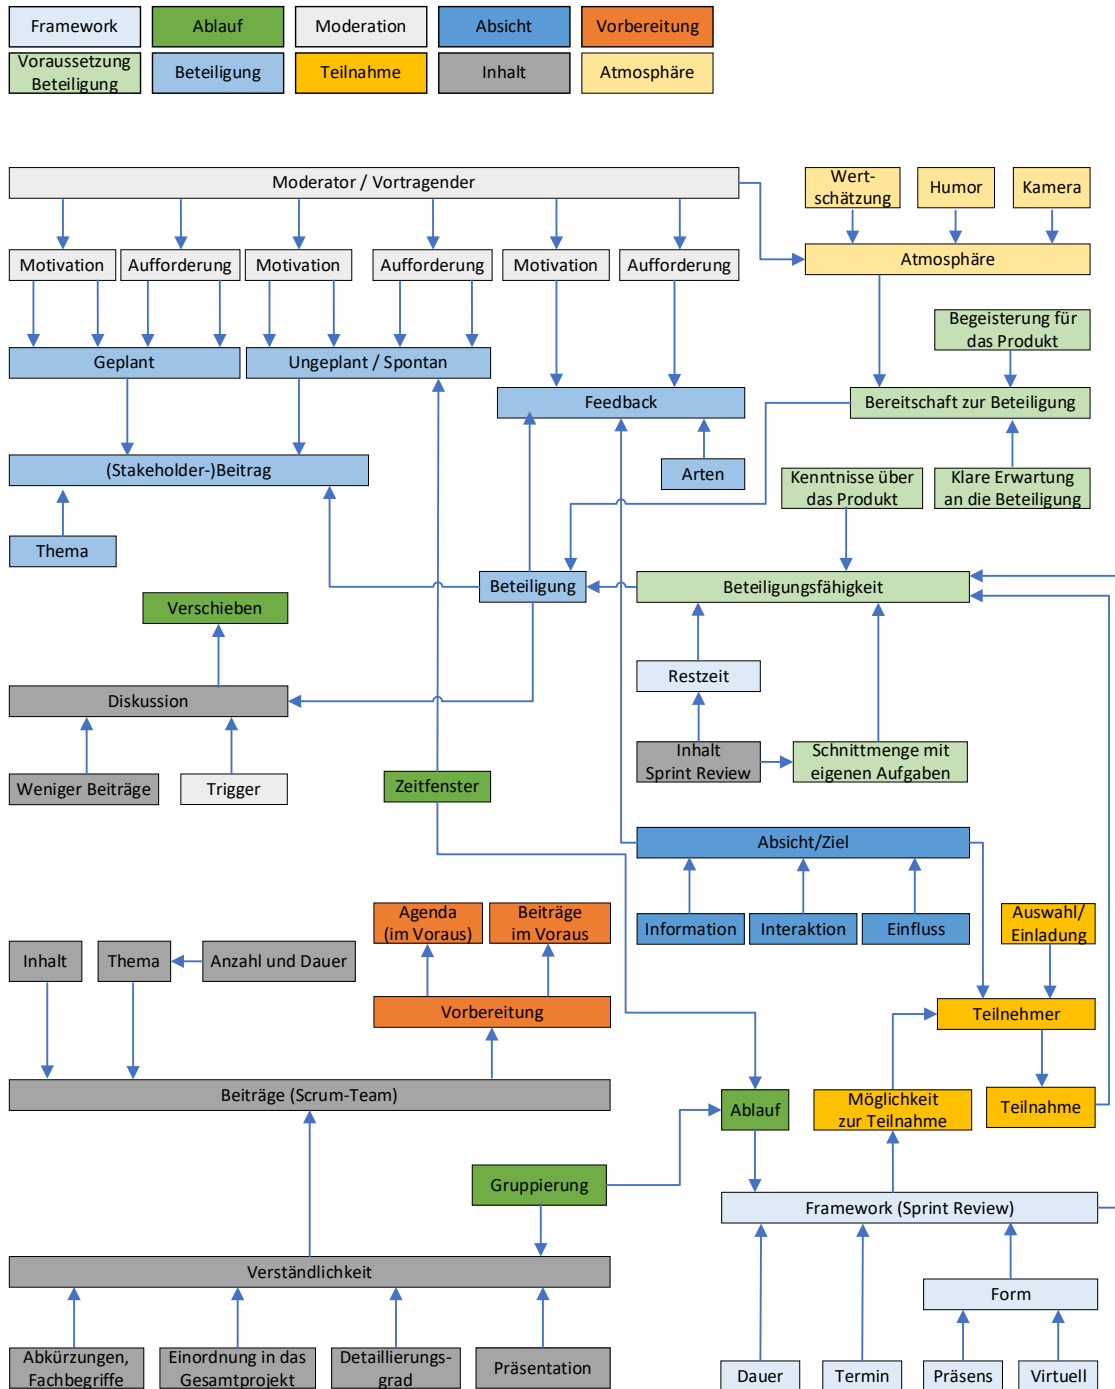 Framework
Ablauf
Moderation
Absicht
Vorbereitung
Voraussetzung
Beteiligung
Beteiligung
Teilnahme
Inhalt
Atmosphäre
Moderator / Vortragender
Wert-
schätzung
Humor
Kamera
Motivation
Aufforderung
Motivation
Aufforderung
Motivation
Aufforderung
Atmosphäre
Geplant
Ungeplant / Spontan
Begeisterung für
das Produkt
Feedback
Bereitschaft zur Beteiligung
(Stakeholder-)Beitrag
Arten
Kenntnisse über
das Produkt
Klare Erwartung
an die Beteiligung
Thema
Beteiligung
Beteiligungsfähigkeit
Verschieben
Restzeit
Diskussion
Inhalt
Sprint Review
Schnittmenge mit
eigenen Aufgaben
Weniger Beiträge
Trigger
Zeitfenster
Absicht/Ziel
Agenda
(im Voraus)
Beiträge
im Voraus
Information
Interaktion
Einfluss
Auswahl/
Einladung
Inhalt
Thema
Anzahl und Dauer
Vorbereitung
Teilnehmer
Beiträge (Scrum-Team)
Ablauf
Möglichkeit
zur Teilnahme
Teilnahme
Gruppierung
Framework (Sprint Review)
Verständlichkeit
Form
Abkürzungen,
Fachbegriffe
Einordnung in das
Gesamtprojekt
Detaillierungs-
grad
Präsentation
Dauer
Termin
Präsens
Virtuell